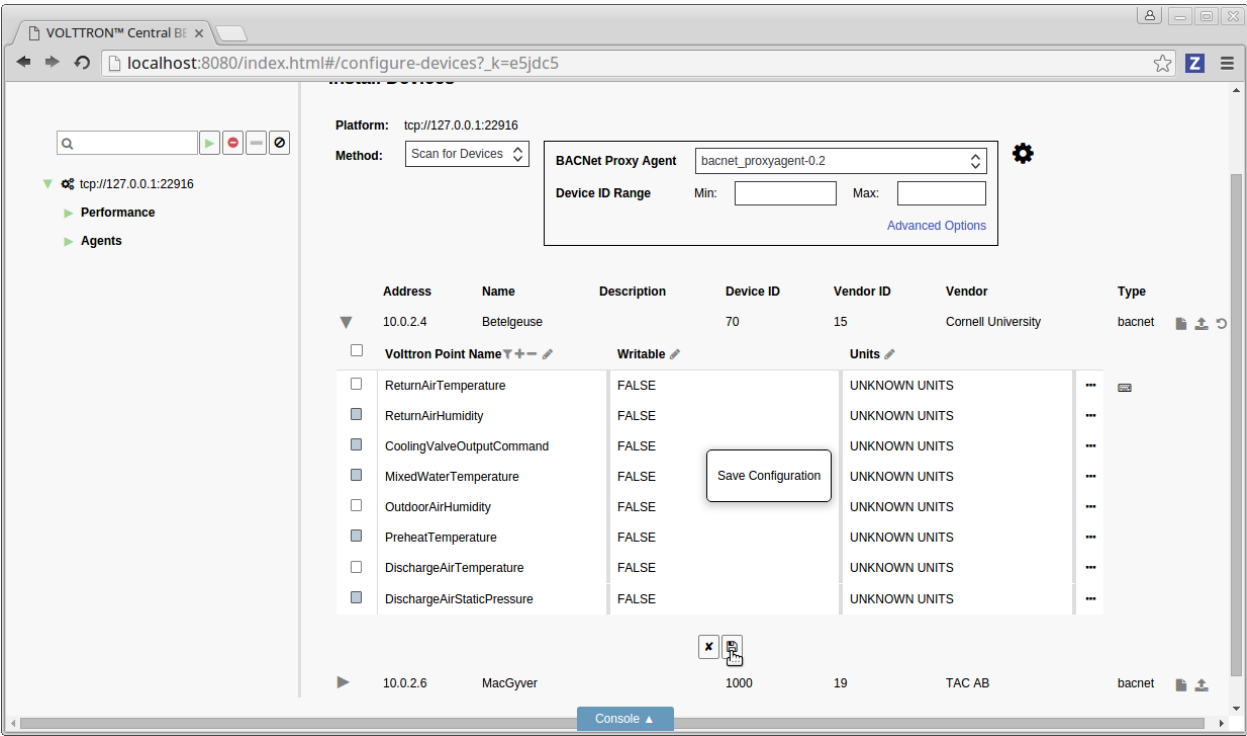 VOLTTRON™ Central BE
localhost:8080/index.html#/configure-devices?_k=e5jdc5
Install Devices
Platform: tcp://127.0.0.1:22916
Method: Scan for Devices
BACNet Proxy Agent bacnet_proxyagent-0.2
Device ID Range Min: Max:
Advanced Options
tcp://127.0.0.1:22916
Performance
Agents
Address Name Description Device ID Vendor ID Vendor Type
10.0.2.4 Betelgeuse 70 15 Cornell University bacnet
Volttron Point Name Writable Units
ReturnAirTemperature FALSE UNKNOWN UNITS
ReturnAirHumidity FALSE UNKNOWN UNITS
CoolingValveOutputCommand FALSE UNKNOWN UNITS
MixedWaterTemperature FALSE UNKNOWN UNITS
Save Configuration
OutdoorAirHumidity FALSE UNKNOWN UNITS
PreheatTemperature FALSE UNKNOWN UNITS
DischargeAirTemperature FALSE UNKNOWN UNITS
DischargeAirStaticPressure FALSE UNKNOWN UNITS
10.0.2.6 MacGyver 1000 19 TAC AB bacnet
Console ▲
Z